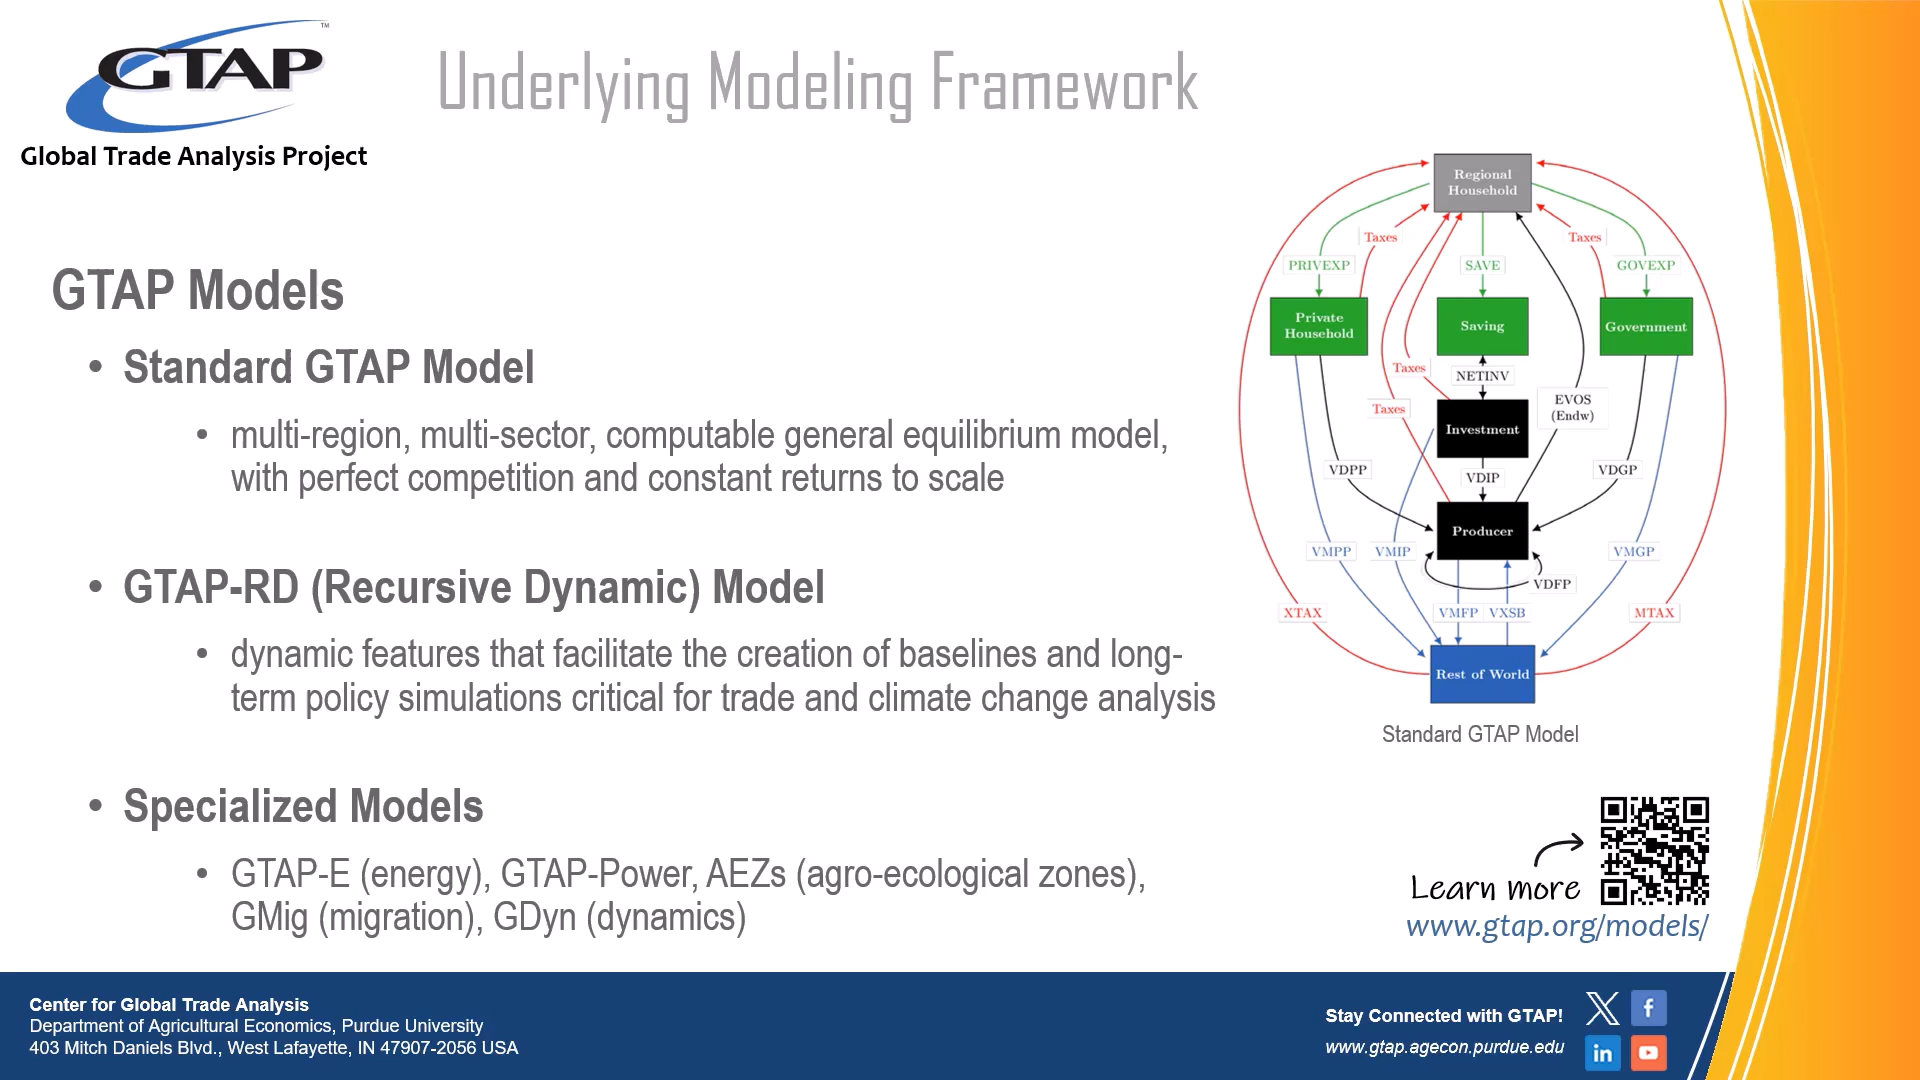 GTAP™
Global Trade Analysis Project
Underlying Modeling Framework
GTAP Models
• Standard GTAP Model
• multi-region, multi-sector, computable general equilibrium model,
with perfect competition and constant returns to scale
• GTAP-RD (Recursive Dynamic) Model
• dynamic features that facilitate the creation of baselines and long-
term policy simulations critical for trade and climate change analysis
• Specialized Models
• GTAP-E (energy), GTAP-Power, AEZs (agro-ecological zones),
GMig (migration), GDyn (dynamics)
Regional
Household
Taxes
Taxes
PRIVEXP
SAVE
GOVEXP
Private
Household
Saving
Government
Taxes
NETINV
Taxes
EVOS
(Endw)
Investment
VDPP
VDIP
VDGP
Producer
VMPP
VMIP
VMGP
VDFP
XTAX
VMFP
VXSB
MTAX
Rest of World
Standard GTAP Model
Learn more
www.gtap.org/models/
Center for Global Trade Analysis
Department of Agricultural Economics, Purdue University
403 Mitch Daniels Blvd., West Lafayette, IN 47907-2056 USA
Stay Connected with GTAP!
www.gtap.agecon.purdue.edu